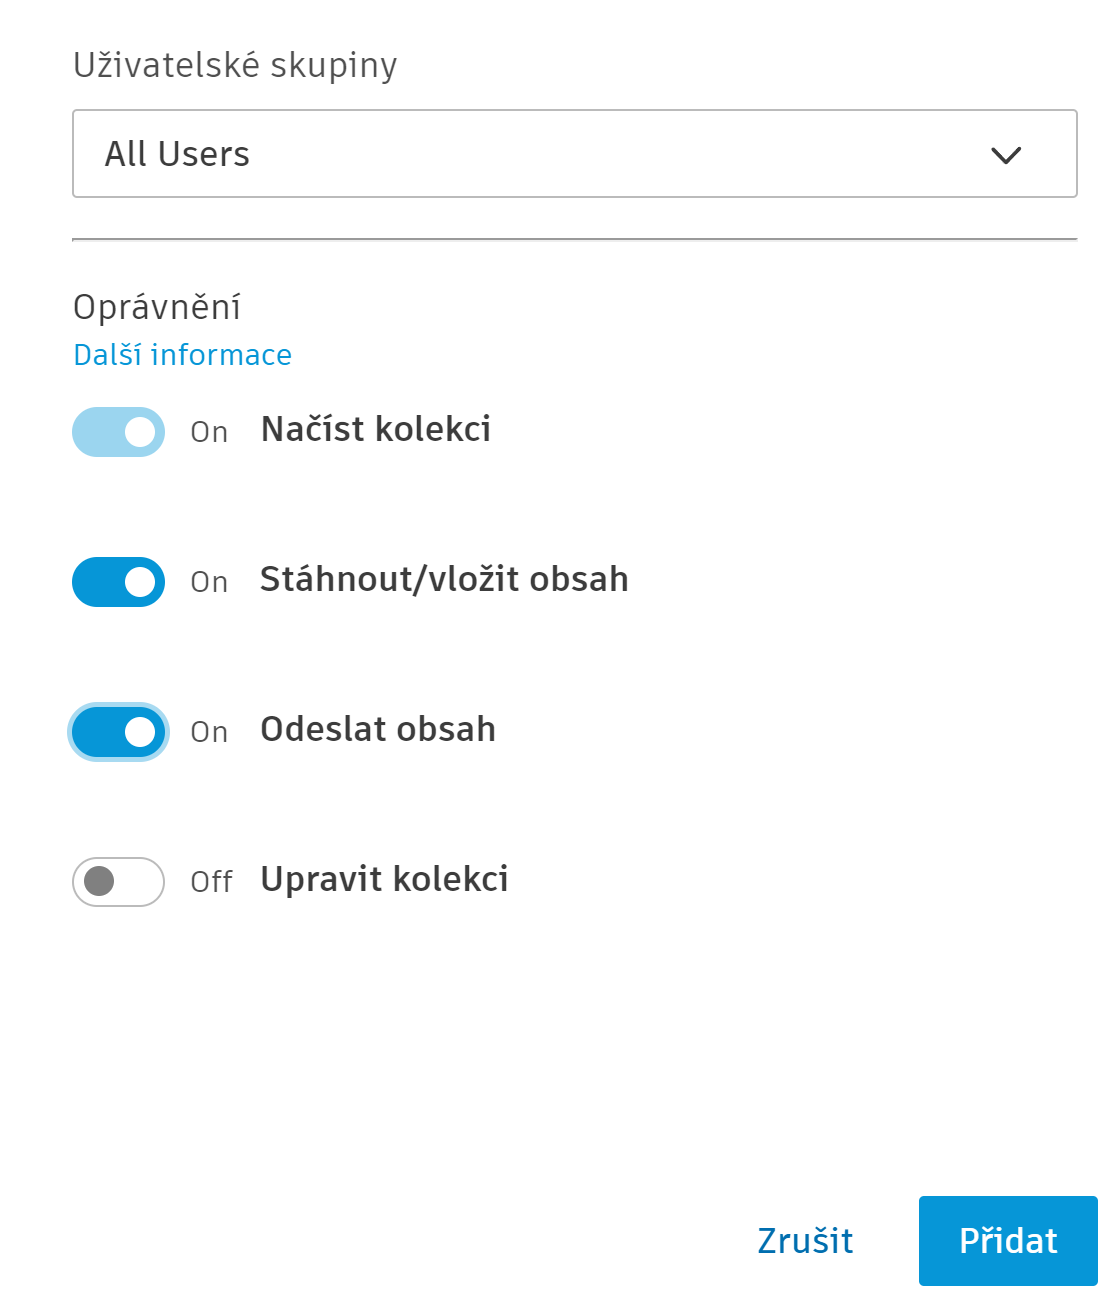 Uživatelské skupiny
All Users
Oprávnění
Další informace
On Načíst kolekci
On Stáhnout/vložit obsah
On Odeslat obsah
Off Upravit kolekci
Zrušit Přidat